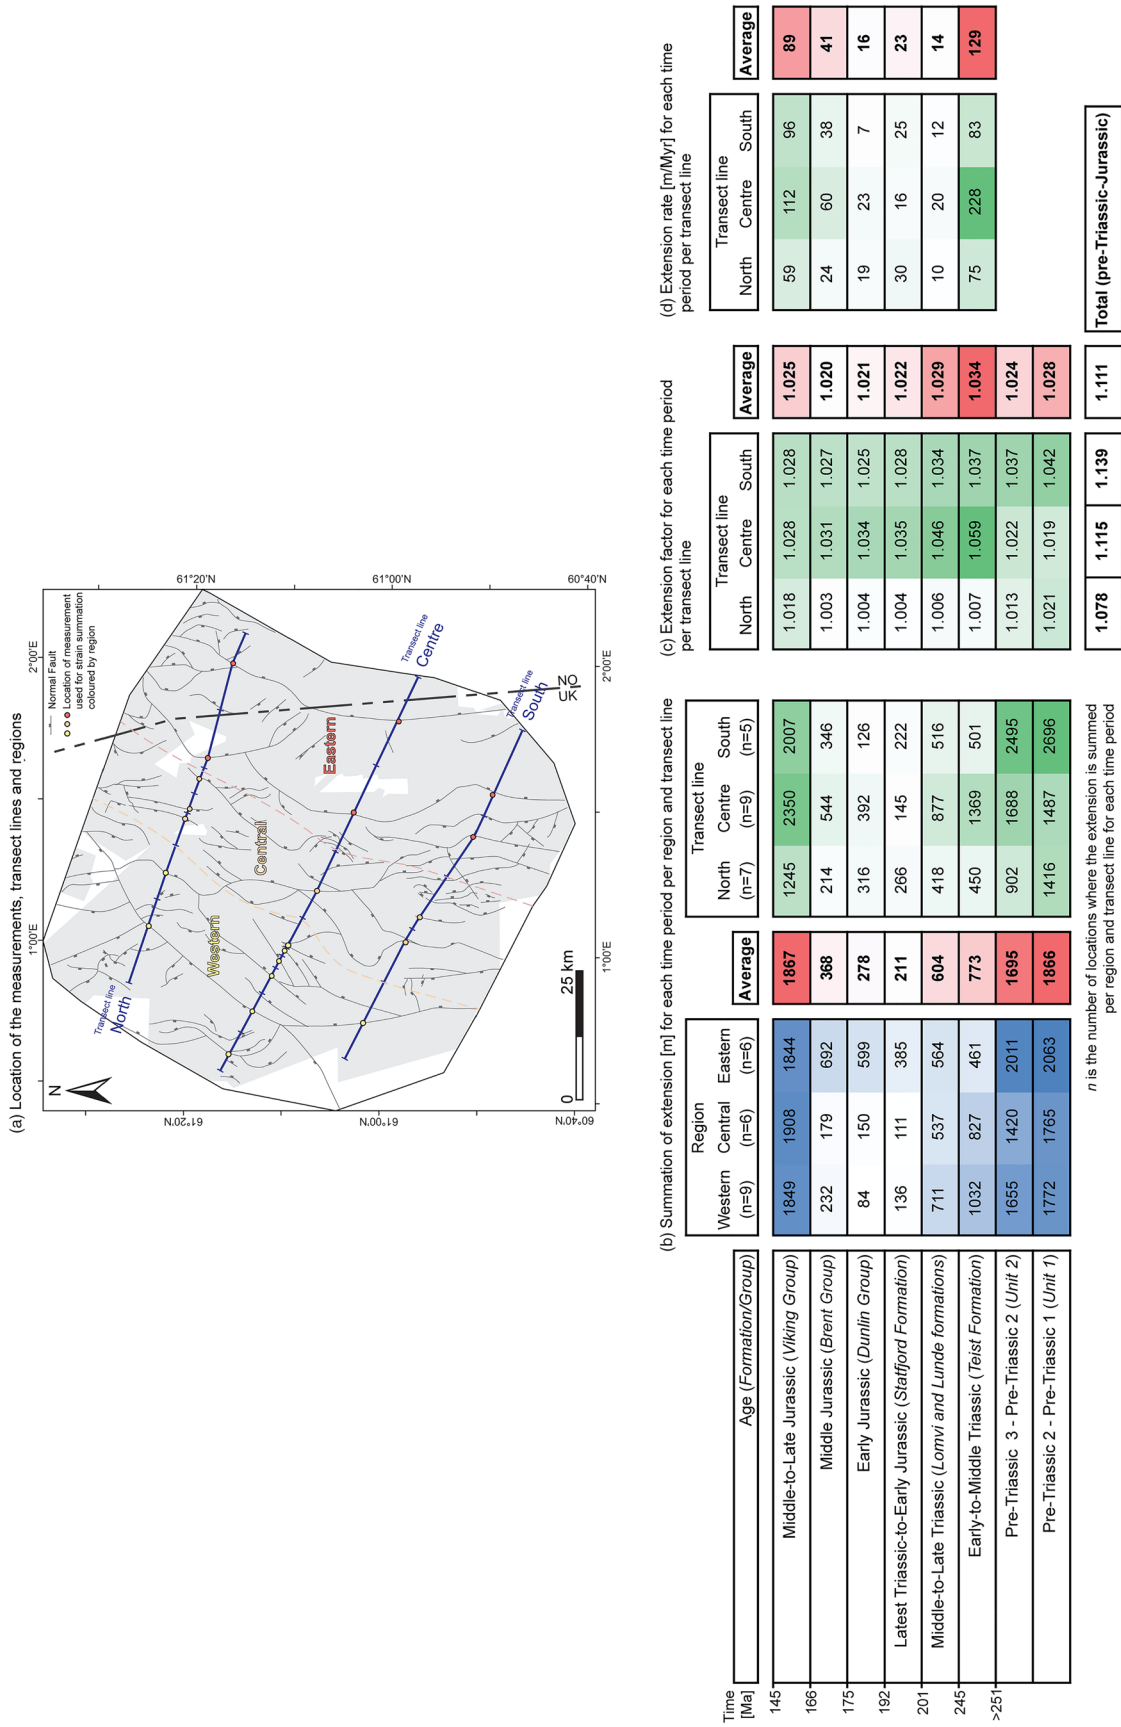 (a) Location of the measurements, transect lines and regions
1°00'E
2°00'E
N
Normal Fault
Location of measurement
used for strain summation
coloured by region
61°20'N
61°20'N
61°00'N
61°00'N
60°40'N
60°40'N
Transect line
North
Western
Central
Eastern
Transect line
Centre
Transect line
South
NO
UK
0
25 km
1°00'E
2°00'E
(b) Summation of extension [m] for each time period per region and transect line
Region
Transect line
Time
[Ma]
Age (Formation/Group)
Western
(n=9)
Central
(n=6)
Eastern
(n=6)
Average
North
(n=7)
Centre
(n=9)
South
(n=5)
145
Middle-to-Late Jurassic (Viking Group) 1849 1908 1844 1867 1245 2350 2007
166
Middle Jurassic (Brent Group) 232 179 692 368 214 544 346
175
Early Jurassic (Dunlin Group) 84 150 599 278 316 392 126
192
Latest Triassic-to-Early Jurassic (Statfjord Formation) 136 111 385 211 266 145 222
201
Middle-to-Late Triassic (Lomvi and Lunde formations) 711 537 564 604 418 877 516
245
Early-to-Middle Triassic (Teist Formation) 1032 827 461 773 450 1369 501
>251
Pre-Triassic 3 - Pre-Triassic 2 (Unit 2) 1655 1420 2011 1695 902 1688 2495
Pre-Triassic 2 - Pre-Triassic 1 (Unit 1) 1772 1765 2063 1866 1416 1487 2696
n is the number of locations where the extension is summed
per region and transect line for each time period
(c) Extension factor for each time period
per transect line
Transect line
North Centre South Average
1.018 1.028 1.028 1.025
1.003 1.031 1.027 1.020
1.004 1.034 1.025 1.021
1.004 1.035 1.028 1.022
1.006 1.046 1.034 1.029
1.007 1.059 1.037 1.034
1.013 1.022 1.037 1.024
1.021 1.019 1.042 1.028
1.078 1.115 1.139 1.111 Total (pre-Triassic-Jurassic)
(d) Extension rate [m/Myr] for each time
period per transect line
Transect line
North Centre South Average
59 112 96 89
24 60 38 41
19 23 7 16
30 16 25 23
10 20 12 14
75 228 83 129